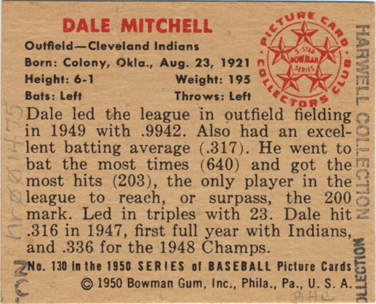 DALE MITCHELL
Outfield—Cleveland Indians
Born: Colony, Okla., Aug. 23, 1921
Height: 6-1 Weight: 195
Bats: Left Throws: Left
Dale led the league in outfield fielding
in 1949 with .9942. Also had an excel-
lent batting average (.317). He went to
bat the most times (640) and got the
most hits (203), the only player in the
league to reach, or surpass, the 200
mark. Led in triples with 23. Dale hit
.316 in 1947, first full year with Indians,
and .336 for the 1948 Champs.
No. 130 in the 1950 SERIES of BASEBALL Picture Cards
© 1950 Bowman Gum, Inc., Phila., Pa., U. S. A.
PICTURE CARD
COLLECTORS CLUB
5-STAR
BOWMAN
SERIES
HARWELL COLLECTION
COLLECTION